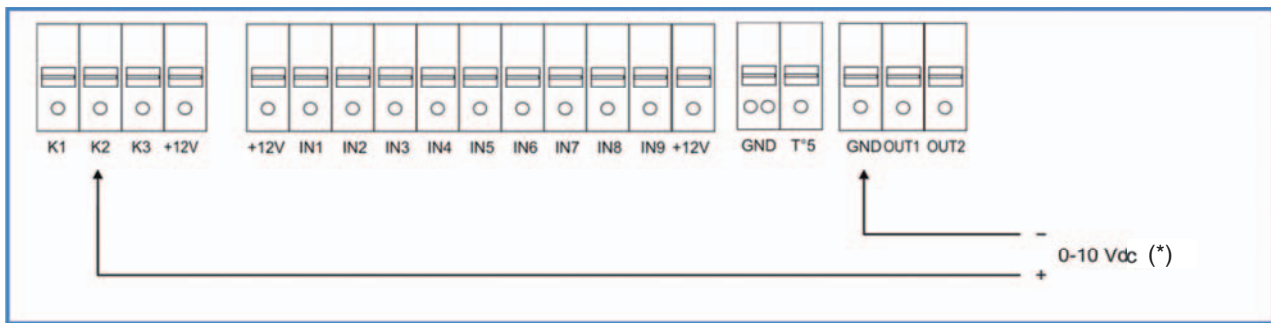 K1 K2 K3 +12V +12V IN1 IN2 IN3 IN4 IN5 IN6 IN7 IN8 IN9 +12V GND T°5 GND OUT1 OUT2
−
0-10 Vdc (*)
+